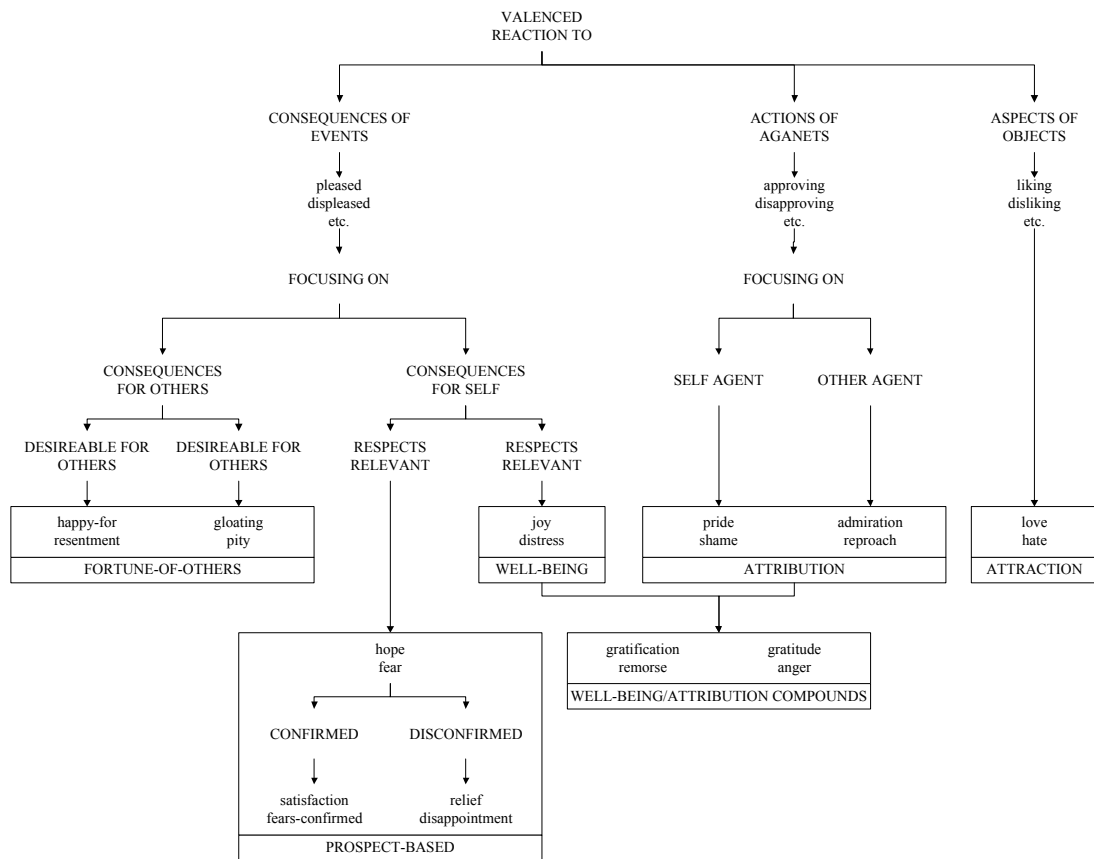 VALENCED
REACTION TO
CONSEQUENCES OF
EVENTS
ACTIONS OF
AGANETS
ASPECTS OF
OBJECTS
pleased
displeased
etc.
approving
disapproving
etc.
liking
disliking
etc.
FOCUSING ON
FOCUSING ON
CONSEQUENCES
FOR OTHERS
CONSEQUENCES
FOR SELF
SELF AGENT
OTHER AGENT
DESIREABLE FOR
OTHERS
DESIREABLE FOR
OTHERS
RESPECTS
RELEVANT
RESPECTS
RELEVANT
happy-for
resentment
gloating
pity
FORTUNE-OF-OTHERS
joy
distress
WELL-BEING
pride
shame
admiration
reproach
ATTRIBUTION
love
hate
ATTRACTION
hope
fear
CONFIRMED
DISCONFIRMED
satisfaction
fears-confirmed
relief
disappointment
PROSPECT-BASED
gratification
remorse
gratitude
anger
WELL-BEING/ATTRIBUTION COMPOUNDS